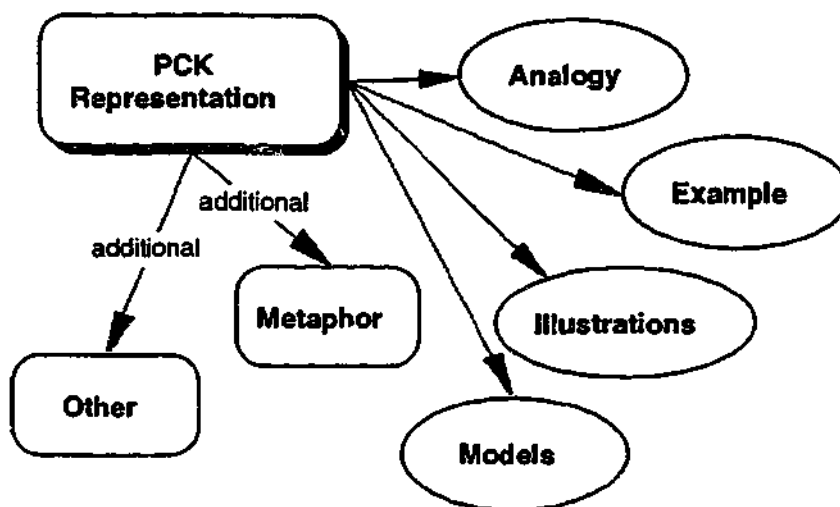 PCK
Representation
Analogy
Example
additional
additional
Metaphor
Illustrations
Other
Models